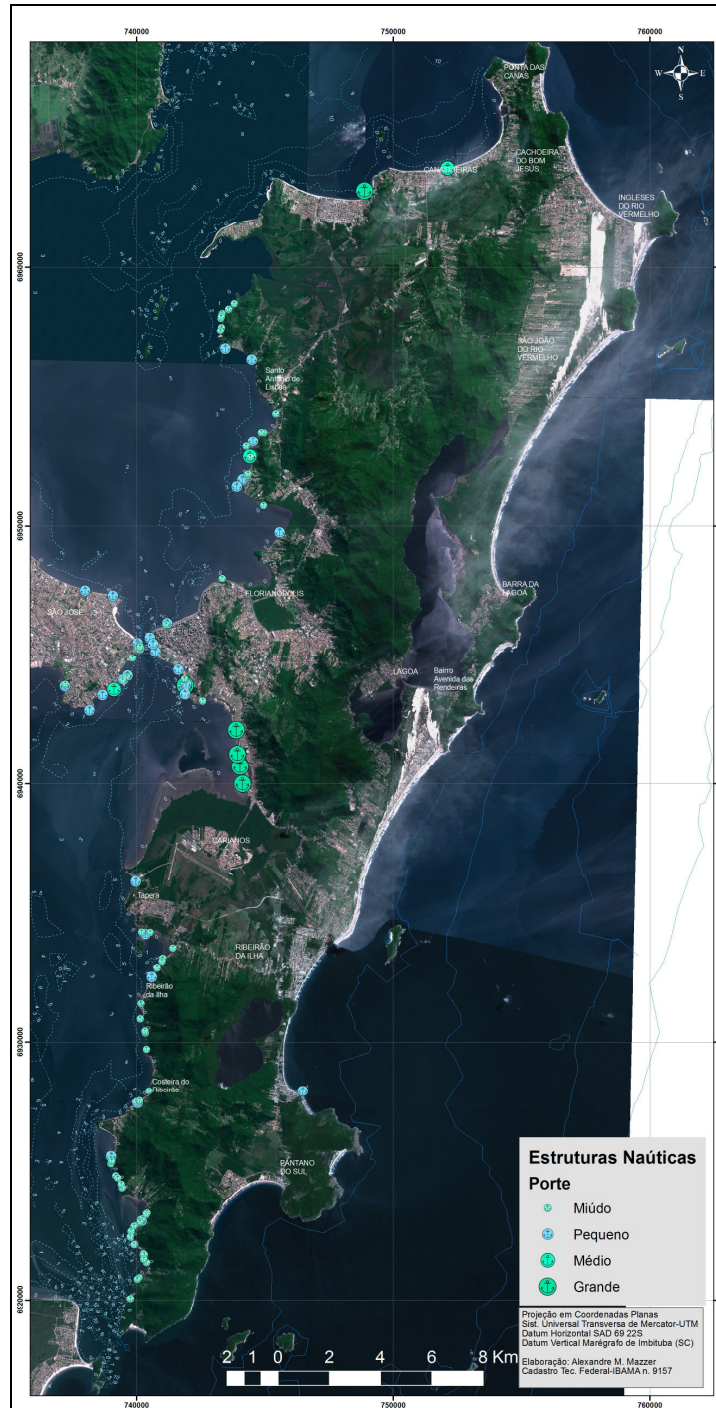 740000 750000 760000
N
W E
S
PONTA DAS
CANAS
CACHOEIRA
DO BOM
JESÚS
CANASVIEIRAS
INGLESES
DO RIO
VERMELHO
6960000
SÃO JOÃO
DO RIO
VERMELHO
Santo
Antonio de
Lisboa
6950000
BARRA DA
LAGOA
FLORIANÓPOLIS
SÃO JOSÉ
LAGOA
Bairro
Avenida das
Rendeiras
6940000
CARIANOS
Tapera
RIBEIRÃO
DA ILHA
Ribeirão
da Ilha
6930000
Costeira do
Ribeirão
PÂNTANO
DO SUL
6920000
Estruturas Naúticas
Porte
Miúdo
Pequeno
Médio
Grande
Projeção em Coordenadas Planas
Sist. Universal Transversa de Mercator-UTM
Datum Horizontal SAD 69 22S
Datum Vertical Marégrafo de Imbituba (SC)
Elaboração: Alexandre M. Mazzer
Cadastro Tec. Federal-IBAMA n. 9157
2 1 0 2 4 6 8 Km
740000 750000 760000